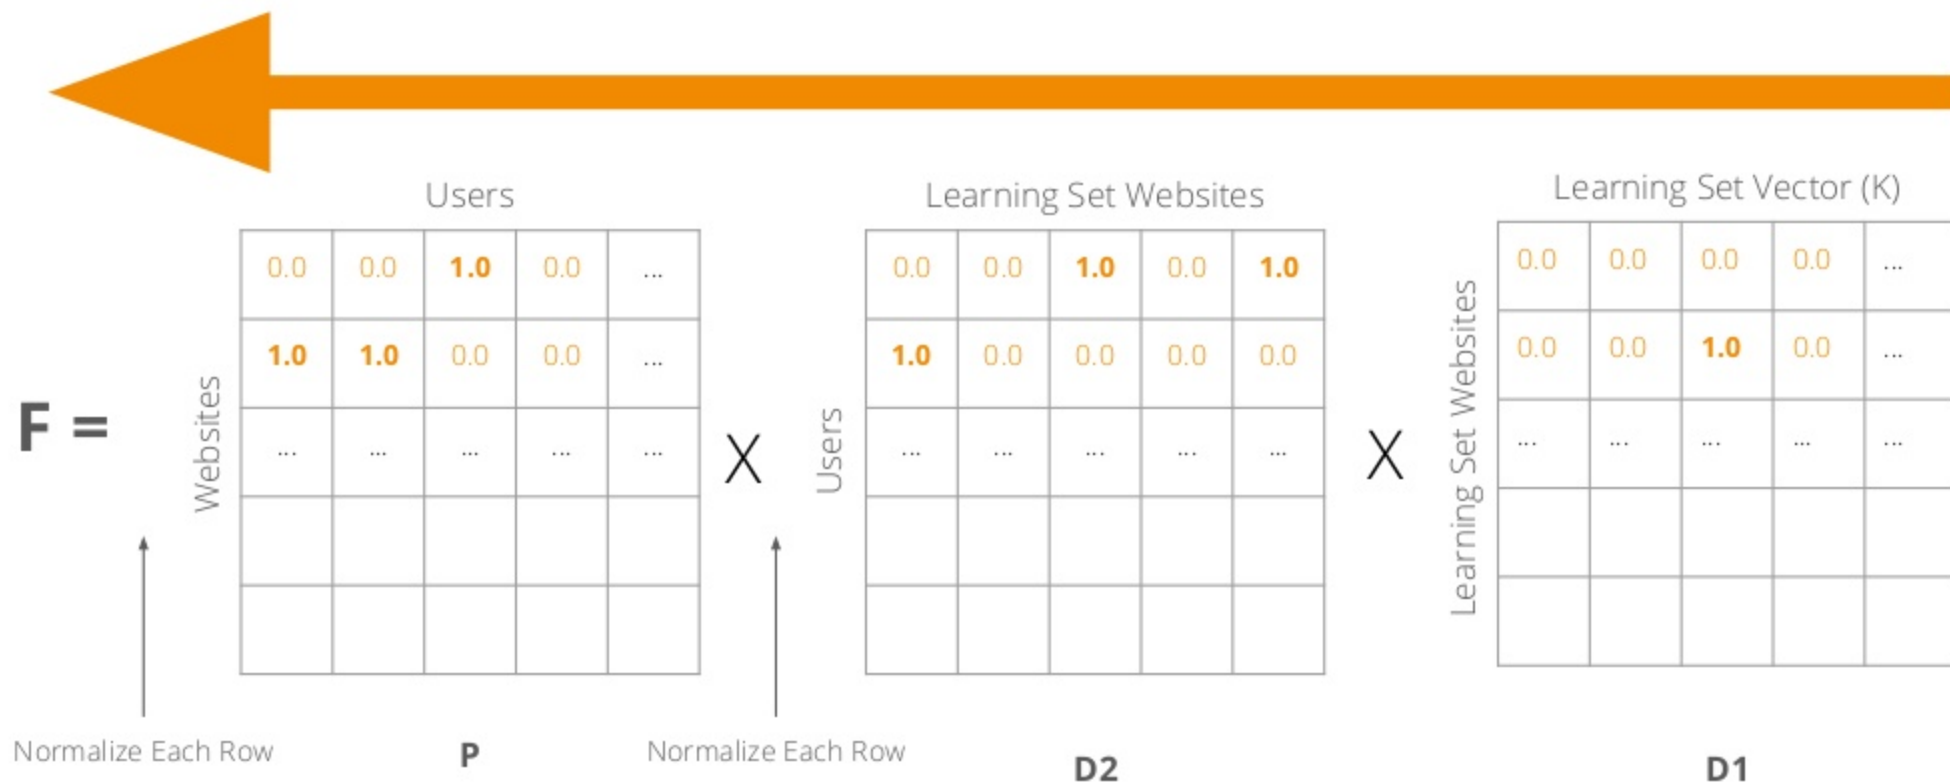 Users
Learning Set Websites
Learning Set Vector (K)
0.0 0.0 1.0 0.0 ...
1.0 1.0 0.0 0.0 ...
... ... ... ... ...
Websites
0.0 0.0 1.0 0.0 1.0
1.0 0.0 0.0 0.0 0.0
... ... ... ... ...
Users
0.0 0.0 0.0 0.0 ...
0.0 0.0 1.0 0.0 ...
... ... ... ... ...
Learning Set Websites
F =
X
X
Normalize Each Row
P
Normalize Each Row
D2
D1